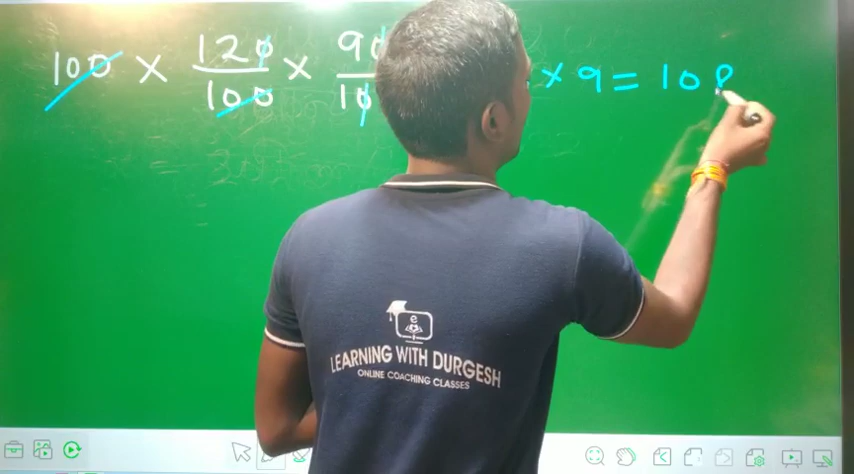 100 × 120/100 × 90/10 × 9 = 108
e
LEARNING WITH DURGESH
ONLINE COACHING CLASSES